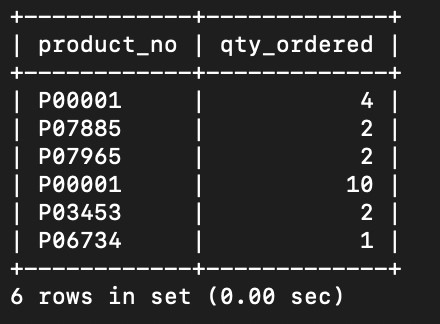 +------------+-------------+
| product_no | qty_ordered |
+------------+-------------+
| P00001     |           4 |
| P07885     |           2 |
| P07965     |           2 |
| P00001     |          10 |
| P03453     |           2 |
| P06734     |           1 |
+------------+-------------+
6 rows in set (0.00 sec)